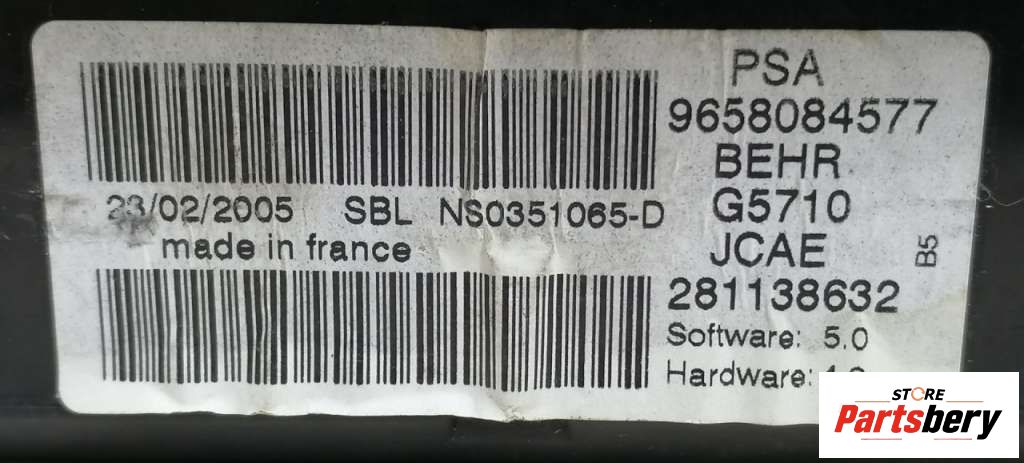 PSA
9658084577
BEHR
23/02/2005 SBL NS0351065-D G5710
made in france JCAE B5
281138632
Software: 5.0
Hardware:
STORE
Partsbery